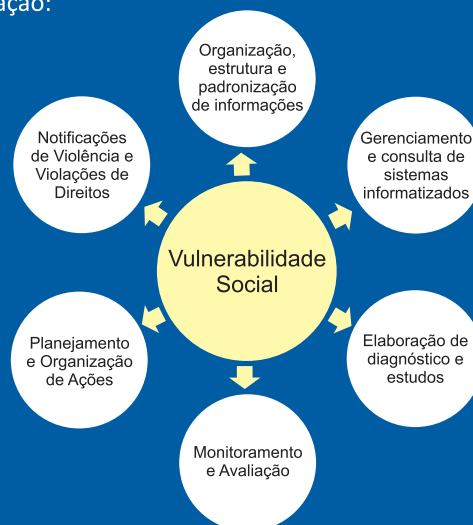 Organização,
estrutura e
padronização
de informações
Notificações
de Violência e
Violações de
Direitos
Gerenciamento
e consulta de
sistemas
informatizados
Vulnerabilidade
Social
Planejamento
e Organização
de Ações
Elaboração de
diagnóstico e
estudos
Monitoramento
e Avaliação